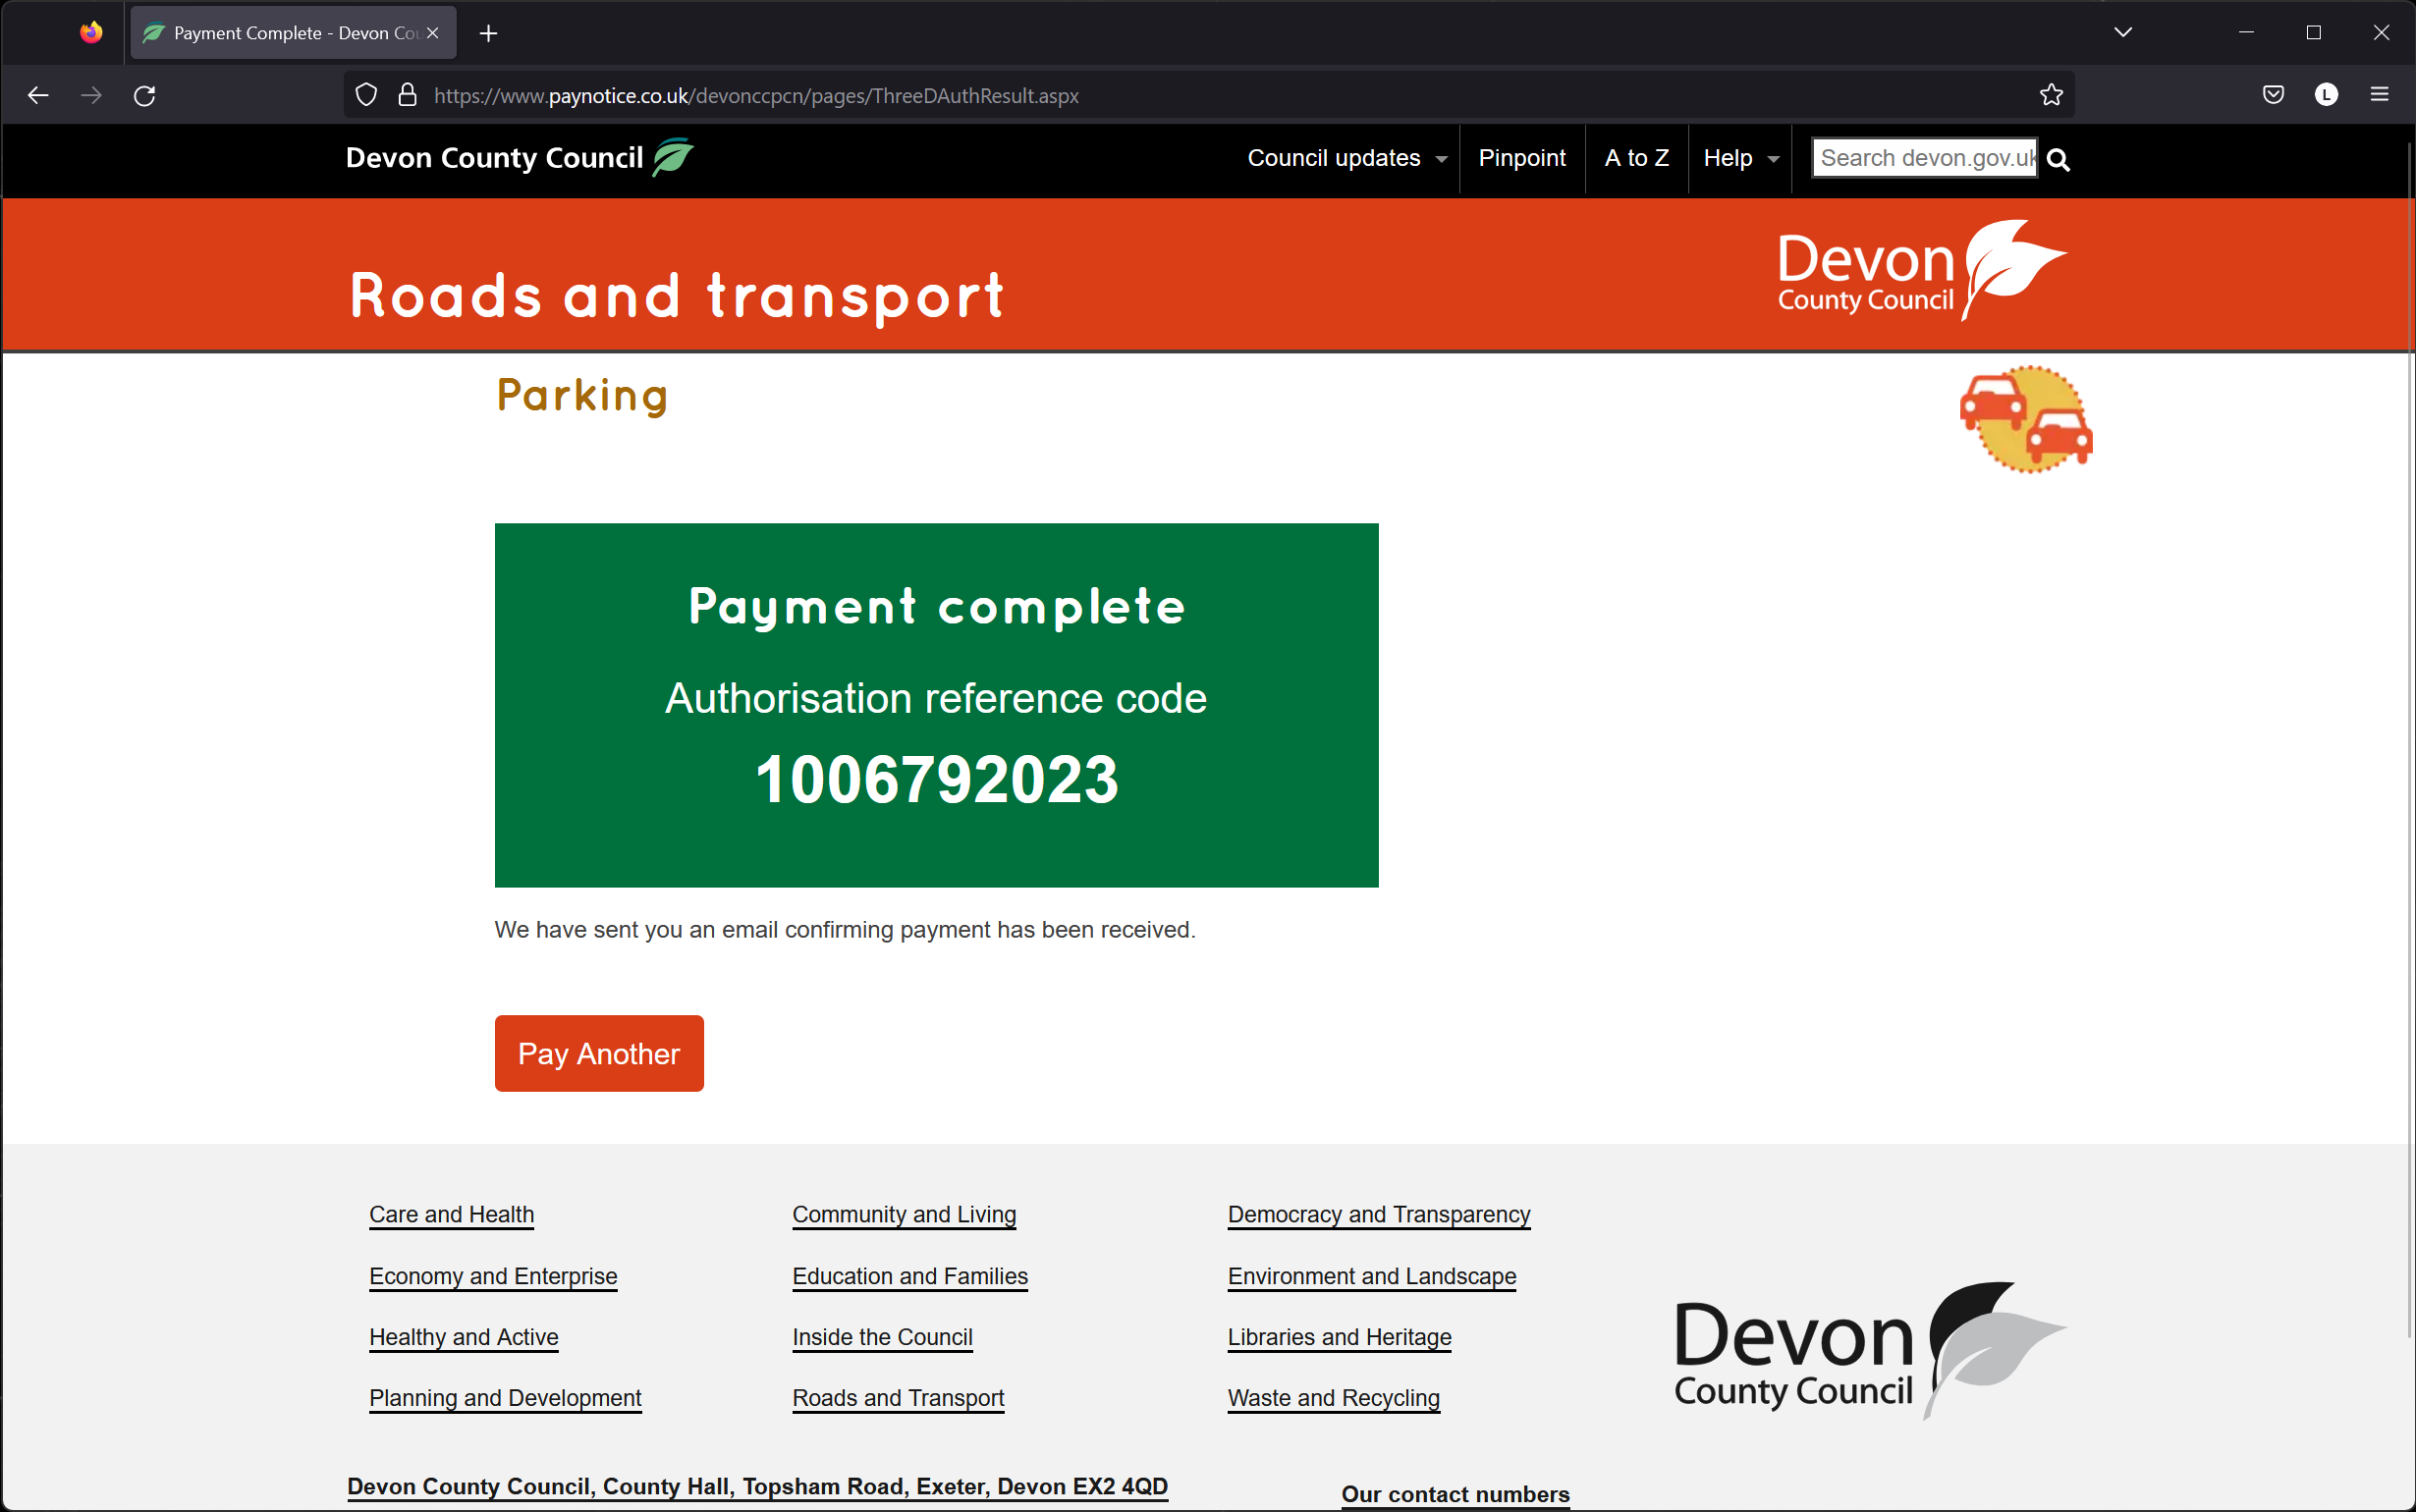 Payment Complete - Devon Cou
https://www.paynotice.co.uk/devonccpcn/pages/ThreeDAuthResult.aspx
L
Devon County Council
Council updates
Pinpoint
A to Z
Help
Search devon.gov.uk
Roads and transport
Devon
County Council
Parking
Payment complete
Authorisation reference code
1006792023
We have sent you an email confirming payment has been received.
Pay Another
Care and Health
Community and Living
Democracy and Transparency
Economy and Enterprise
Education and Families
Environment and Landscape
Healthy and Active
Inside the Council
Libraries and Heritage
Planning and Development
Roads and Transport
Waste and Recycling
Devon
County Council
Devon County Council, County Hall, Topsham Road, Exeter, Devon EX2 4QD
Our contact numbers